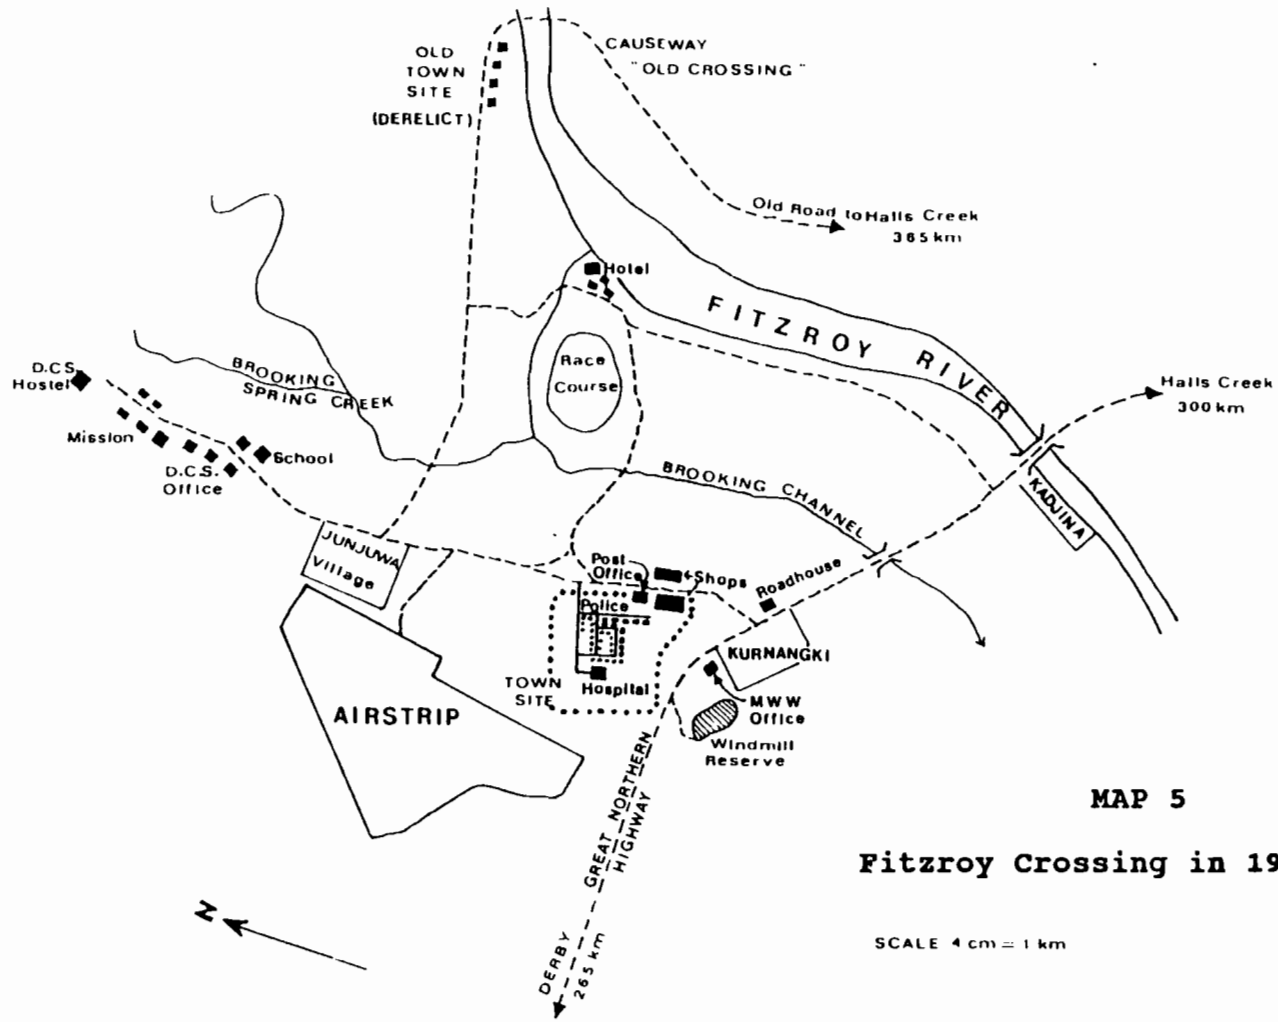 OLD
TOWN
SITE
(DERELICT)
CAUSEWAY
"OLD CROSSING"
Old Road to Halls Creek
365 km
Hotel
FITZROY RIVER
Race
Course
Halls Creek
300 km
D.C.S.
Hostel
BROOKING
SPRING CREEK
Mission
School
D.C.S.
Office
BROOKING CHANNEL
KADJINA
JUNJUWA
Village
Post
Office
Shops
Roadhouse
Police
KURNANGKI
TOWN
SITE
Hospital
MWW
Office
AIRSTRIP
Windmill
Reserve
GREAT NORTHERN
HIGHWAY
DERBY
265 km
N
MAP 5
Fitzroy Crossing in 19
SCALE 4 cm = 1 km